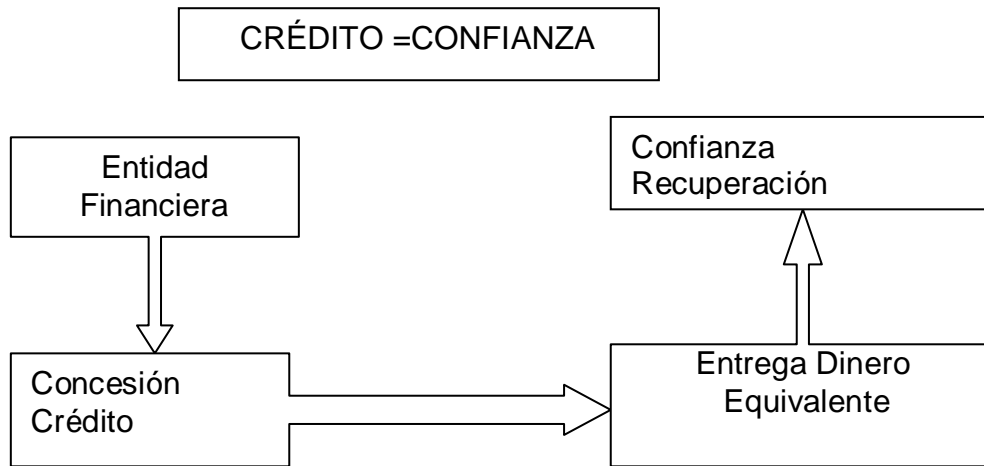 CRÉDITO =CONFIANZA
Entidad
Financiera
Confianza
Recuperación
Concesión
Crédito
Entrega Dinero
Equivalente